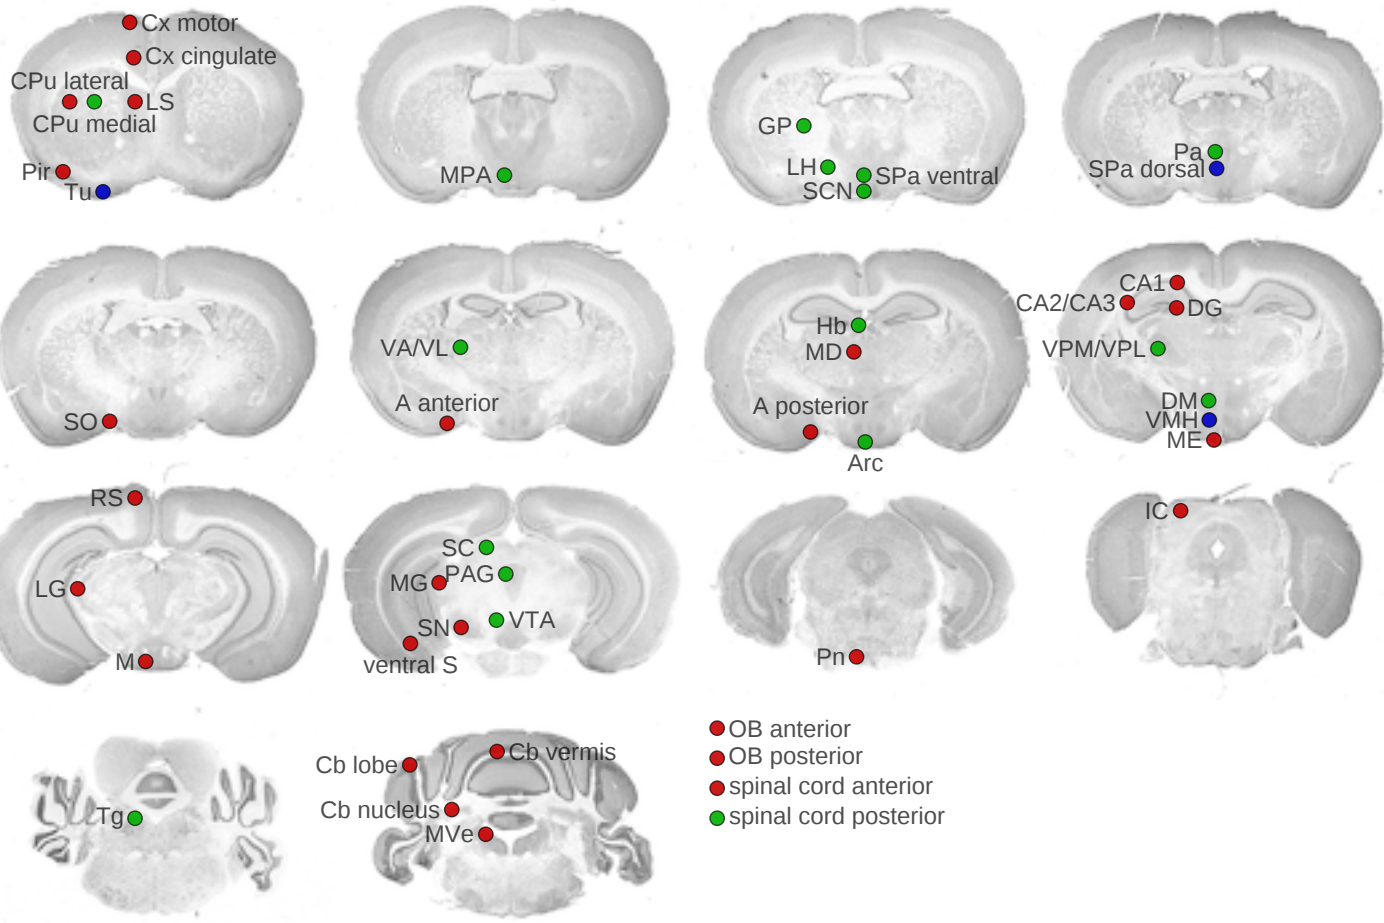 Cx motor
Cx cingulate
CPu lateral
LS
CPu medial
Pir
Tu
MPA
GP
LH
SPa ventral
SCN
Pa
SPa dorsal
SO
VA/VL
A anterior
Hb
MD
A posterior
Arc
CA1
CA2/CA3
DG
VPM/VPL
DM
VMH
ME
RS
LG
M
SC
MG
PAG
SN
VTA
ventral S
Pn
IC
Tg
Cb lobe
Cb vermis
Cb nucleus
MVe
OB anterior
OB posterior
spinal cord anterior
spinal cord posterior